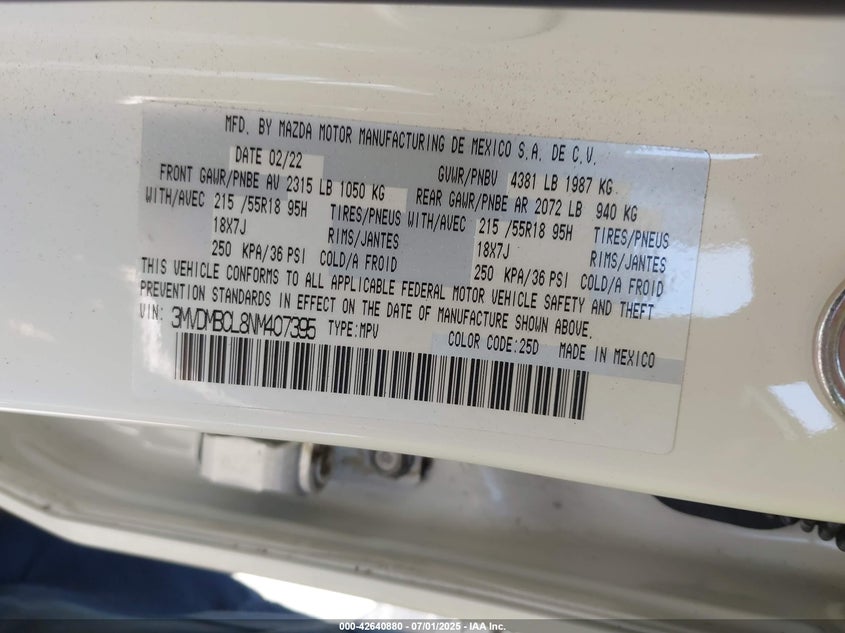 MFD. BY MAZDA MOTOR MANUFACTURING DE MEXICO S.A. DE C.V.
DATE 02/22 GVWR/PNBV 4381 LB 1987 KG
FRONT GAWR/PNBE AV 2315 LB 1050 KG REAR GAWR/PNBE AR 2072 LB 940 KG
WITH/AVEC 215 /55R18 95H TIRES/PNEUS WITH/AVEC 215 /55R18 95H TIRES/PNEUS
18X7J RIMS/JANTES 18X7J RIMS/JANTES
250 KPA/36 PSI COLD/A FROID 250 KPA/36 PSI COLD/A FROID
THIS VEHICLE CONFORMS TO ALL APPLICABLE FEDERAL MOTOR VEHICLE SAFETY AND THEFT
PREVENTION STANDARDS IN EFFECT ON THE DATE OF MANUFACTURE SHOWN ABOVE.
VIN: 3MVDMBCL8NM407395 TYPE:MPV COLOR CODE:25D MADE IN MEXICO
000-42640880 - 07/01/2025 - IAA Inc.